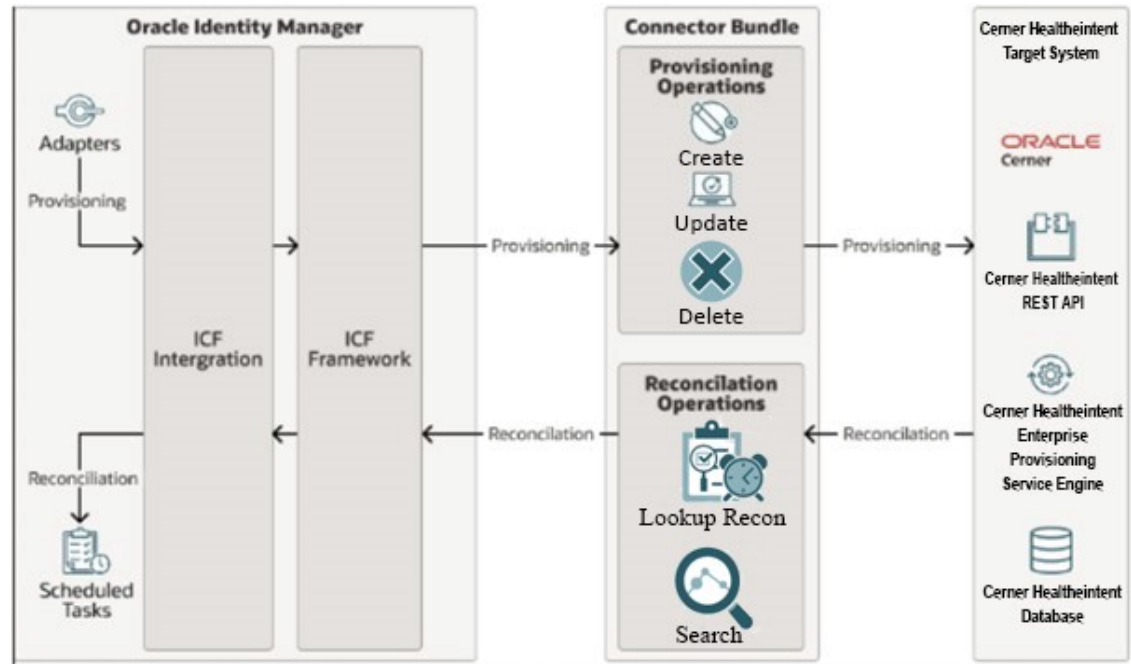 Oracle Identity Manager
Adapters
Provisioning
ICF
Intergration
ICF
Framework
Reconciliation
Scheduled
Tasks
Provisioning
Reconcilation
Connector Bundle
Provisioning
Operations
Create
Update
Delete
Reconcilation
Operations
Lookup Recon
Search
Provisioning
Reconcilation
Cerner Healtheintent
Target System
ORACLE
Cerner
Cerner Healtheintent
REST API
Cerner Healtheintent
Enterprise
Provisioning
Service Engine
Cerner Healtheintent
Database